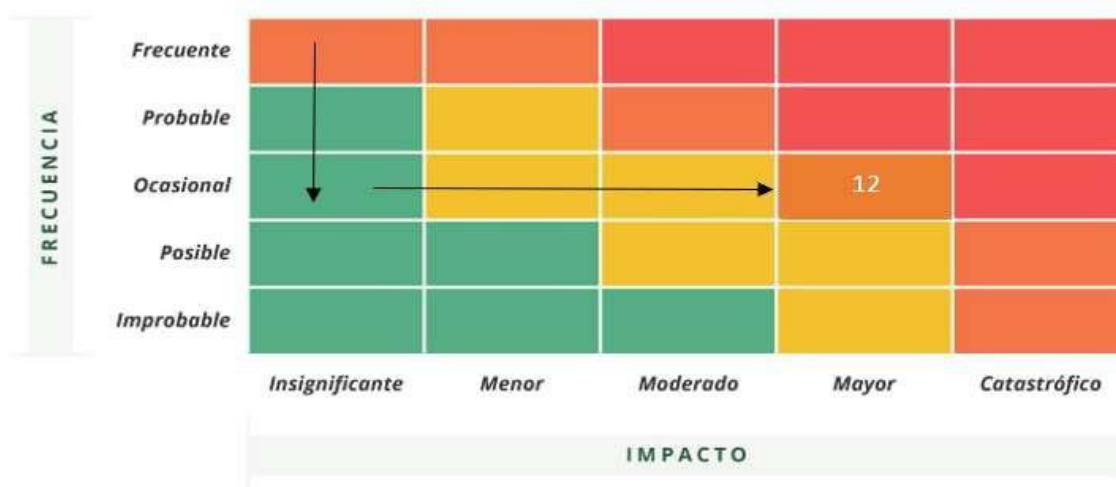 FRECUENCIA
Frecuente
Probable
Ocasional
12
Posible
Improbable
Insignificante Menor Moderado Mayor Catastrófico
IMPACTO